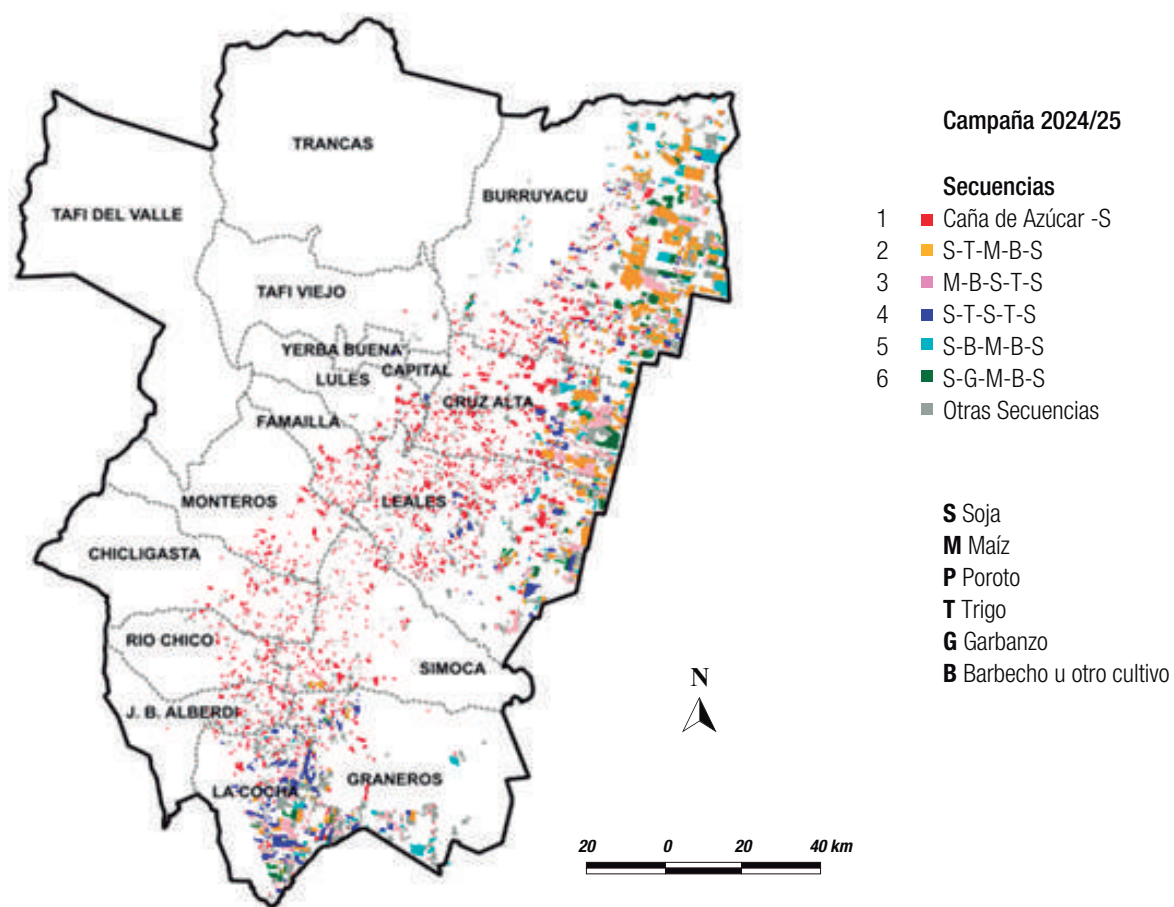 TRANCAS
TAFI DEL VALLE
BURRUYACU
TAFI VIEJO
YERBA BUENA
CAPITAL
LULES
CRUZ ALTA
FAMAILLA
MONTEROS
LEALES
CHICLIGASTA
RIO CHICO
SIMOCA
J. B. ALBERDI
LA COCHA
GRANEROS
N
20 0 20 40 km
Campaña 2024/25
Secuencias
1 Caña de Azúcar -S
2 S-T-M-B-S
3 M-B-S-T-S
4 S-T-S-T-S
5 S-B-M-B-S
6 S-G-M-B-S
Otras Secuencias
S Soja
M Maíz
P Poroto
T Trigo
G Garbanzo
B Barbecho u otro cultivo